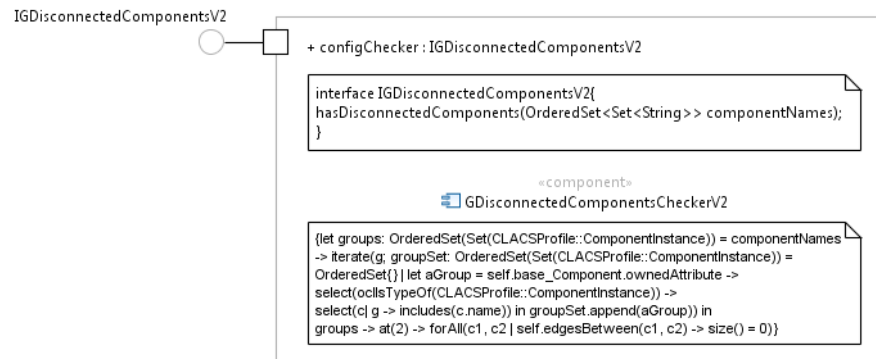 IGDisconnectedComponentsV2
+ configChecker : IGDisconnectedComponentsV2
interface IGDisconnectedComponentsV2{
hasDisconnectedComponents(OrderedSet<Set<String>> componentNames);
}
«component»
GDisconnectedComponentsCheckerV2
{let groups: OrderedSet(Set(CLACSProfile::ComponentInstance)) = componentNames
-> iterate(g; groupSet: OrderedSet(Set(CLACSProfile::ComponentInstance)) =
OrderedSet{} | let aGroup = self.base_Component.ownedAttribute ->
select(oclIsTypeOf(CLACSProfile::ComponentInstance)) ->
select(c| g -> includes(c.name)) in groupSet.append(aGroup)) in
groups -> at(2) -> forAll(c1, c2 | self.edgesBetween(c1, c2) -> size() = 0)}